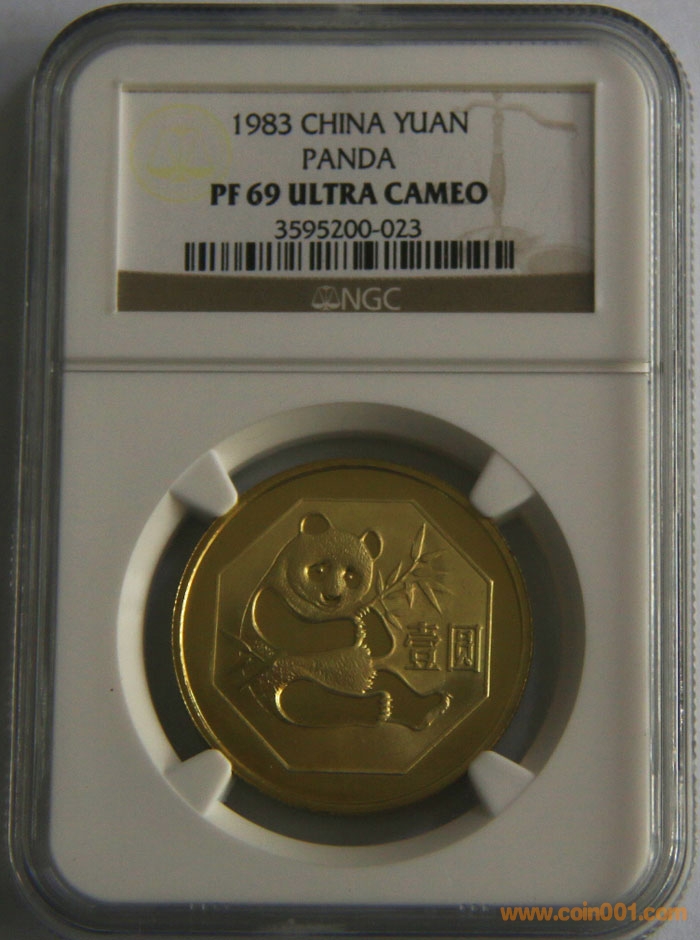 1983 CHINA YUAN
PANDA
PF 69 ULTRA CAMEO
3595200-023
NGC
壹圆
www.coin001.com